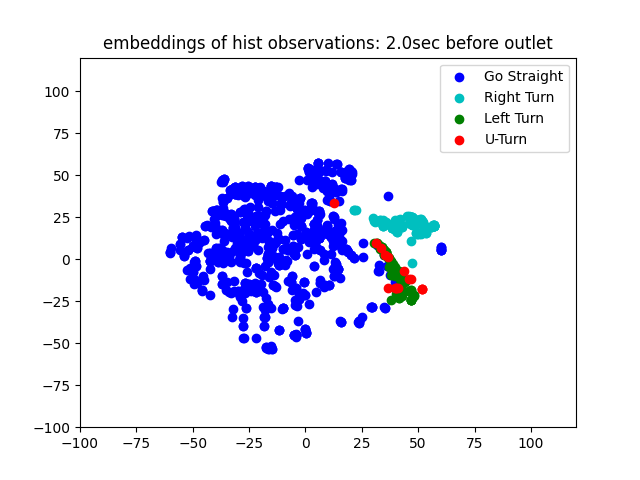 embeddings of hist observations: 2.0sec before outlet
Go Straight
Right Turn
Left Turn
U-Turn
100
75
50
25
0
−25
−50
−75
−100
−100 −75 −50 −25 0 25 50 75 100